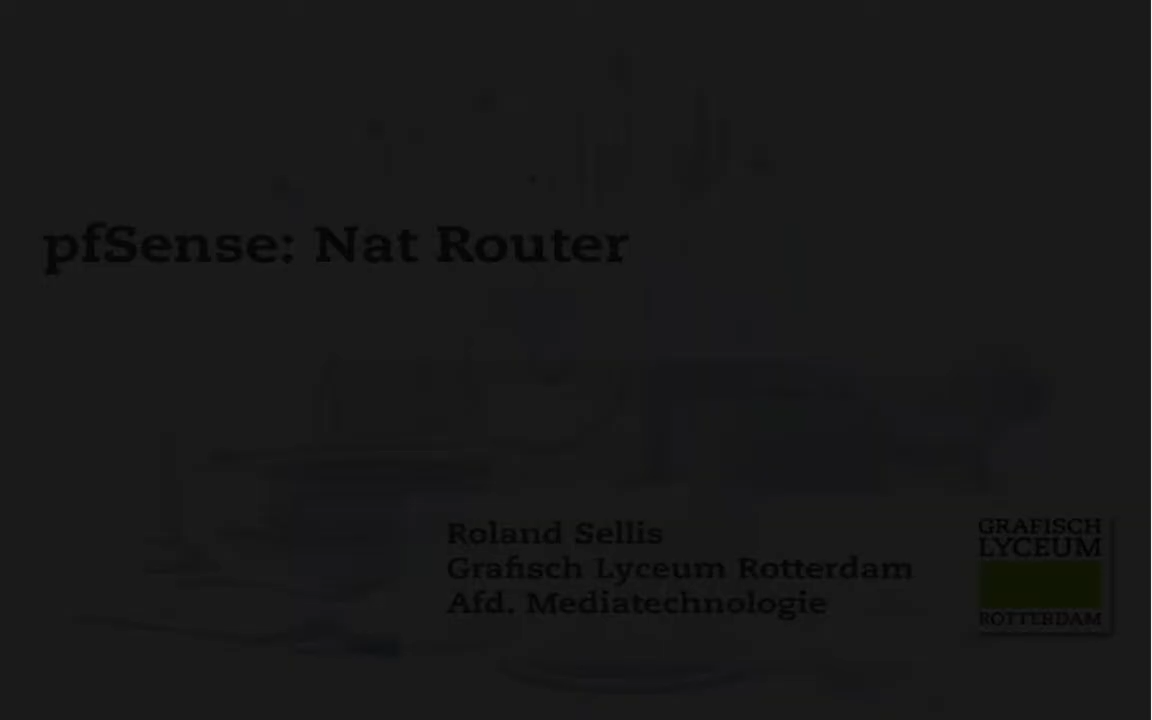 pfSense: Nat Router
Roland Sellis
Grafisch Lyceum Rotterdam
Afd. Mediatechnologie
GRAFISCH
LYCEUM
ROTTERDAM